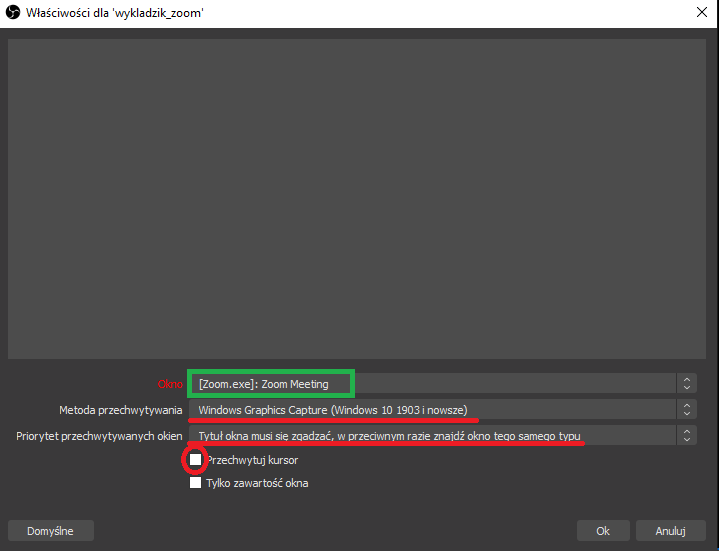 Właściwości dla 'wykladzik_zoom'
Okno [Zoom.exe]: Zoom Meeting
Metoda przechwytywania Windows Graphics Capture (Windows 10 1903 i nowsze)
Priorytet przechwytywanych okien Tytuł okna musi się zgadzać, w przeciwnym razie znajdź okno tego samego typu
Przechwytuj kursor
Tylko zawartość okna
Domyślne Ok Anuluj